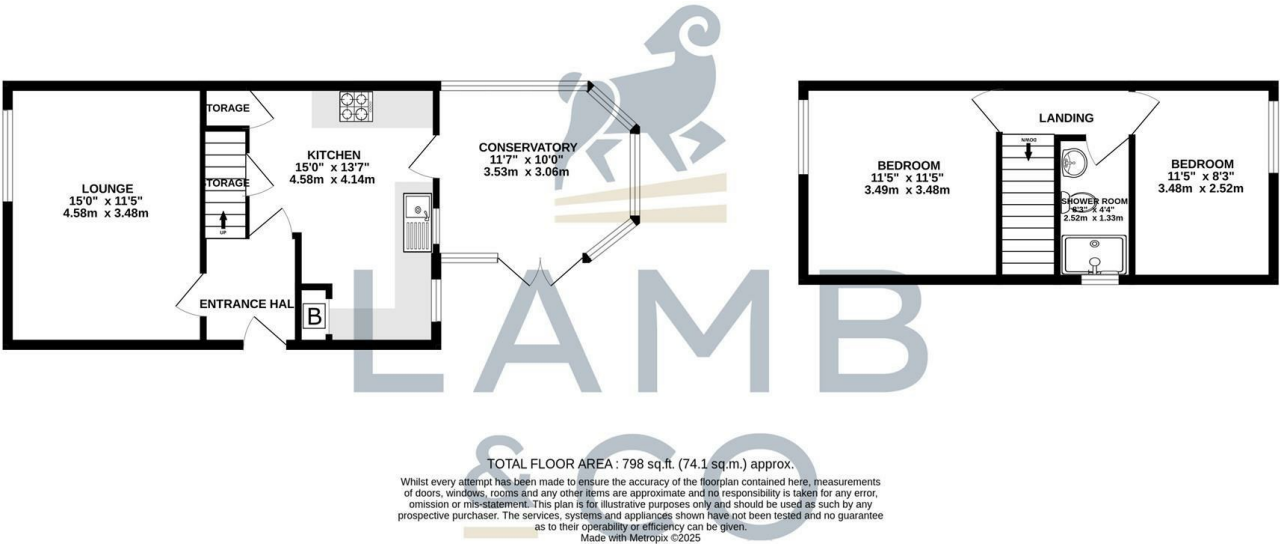 LOUNGE
15'0" x 11'5"
4.58m x 3.48m
TORAGE
STORAGE
UP
ENTRANCE HAL
KITCHEN
15'0" x 13'7"
4.58m x 4.14m
B
CONSERVATORY
11'7" x 10'0"
3.53m x 3.06m
BEDROOM
11'5" x 11'5"
3.49m x 3.48m
LANDING
DOWN
SHOWER ROOM
8'3" x 4'4"
2.52m x 1.33m
BEDROOM
11'5" x 8'3"
3.48m x 2.52m
LAMB
& CO
TOTAL FLOOR AREA : 798 sq.ft. (74.1 sq.m.) approx.
Whilst every attempt has been made to ensure the accuracy of the floorplan contained here, measurements
of doors, windows, rooms and any other items are approximate and no responsibility is taken for any error,
omission or mis-statement. This plan is for illustrative purposes only and should be used as such by any
prospective purchaser. The services, systems and appliances shown have not been tested and no guarantee
as to their operability or efficiency can be given.
Made with Metropix ©2025